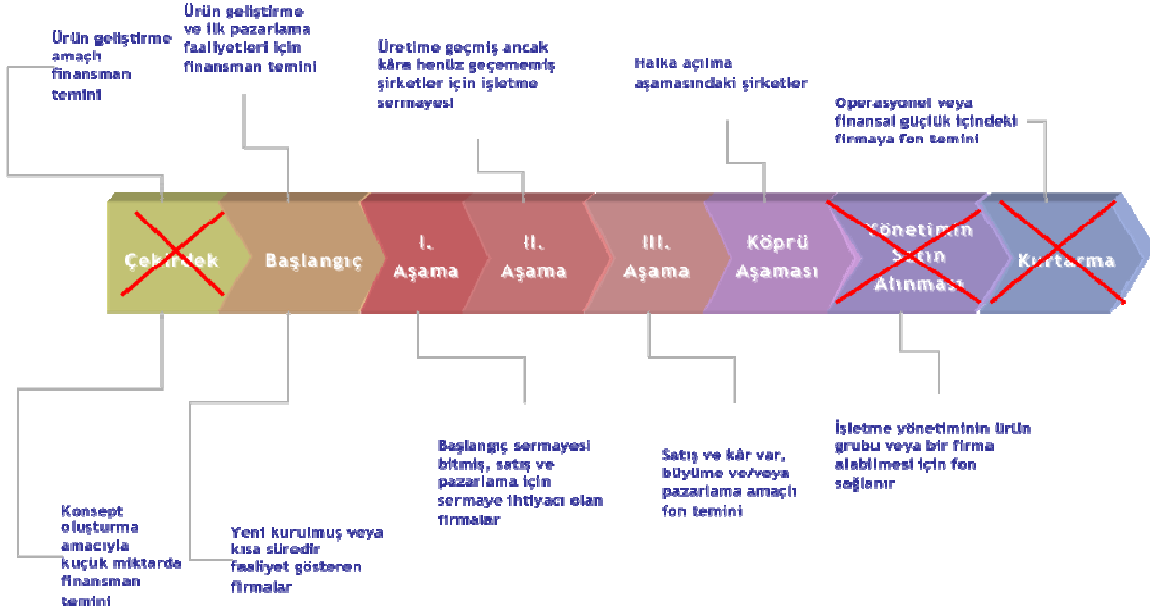 Ürün geliştirme
amaçlı
finansman
temini
Ürün geliştirme
ve ilk pazarlama
faaliyetleri için
finansman temini
Üretime geçmiş ancak
kâra henüz geçememiş
şirketler için işletme
sermayesi
Halka açılma
aşamasındaki şirketler
Operasyonel veya
finansal güçlük içindeki
firmaya fon temini
Çekirdek
Başlangıç
I.
Aşama
II.
Aşama
III.
Aşama
Köprü
Aşaması
Yönetimin
Satın
Alınması
Kurtarma
Konsept
oluşturma
amacıyla
kuçük miktarda
finansman
temini
Yeni kurulmuş veya
kısa süredir
faaliyet gösteren
firmalar
Başlangıç sermayesi
bitmiş, satış ve
pazarlama için
sermaye ihtiyacı olan
firmalar
Satış ve kâr var,
büyüme ve/veya
pazarlama amaçlı
fon temini
İşletme yönetiminin ürün
grubu veya bir firma
alabilmesi için fon
sağlanır